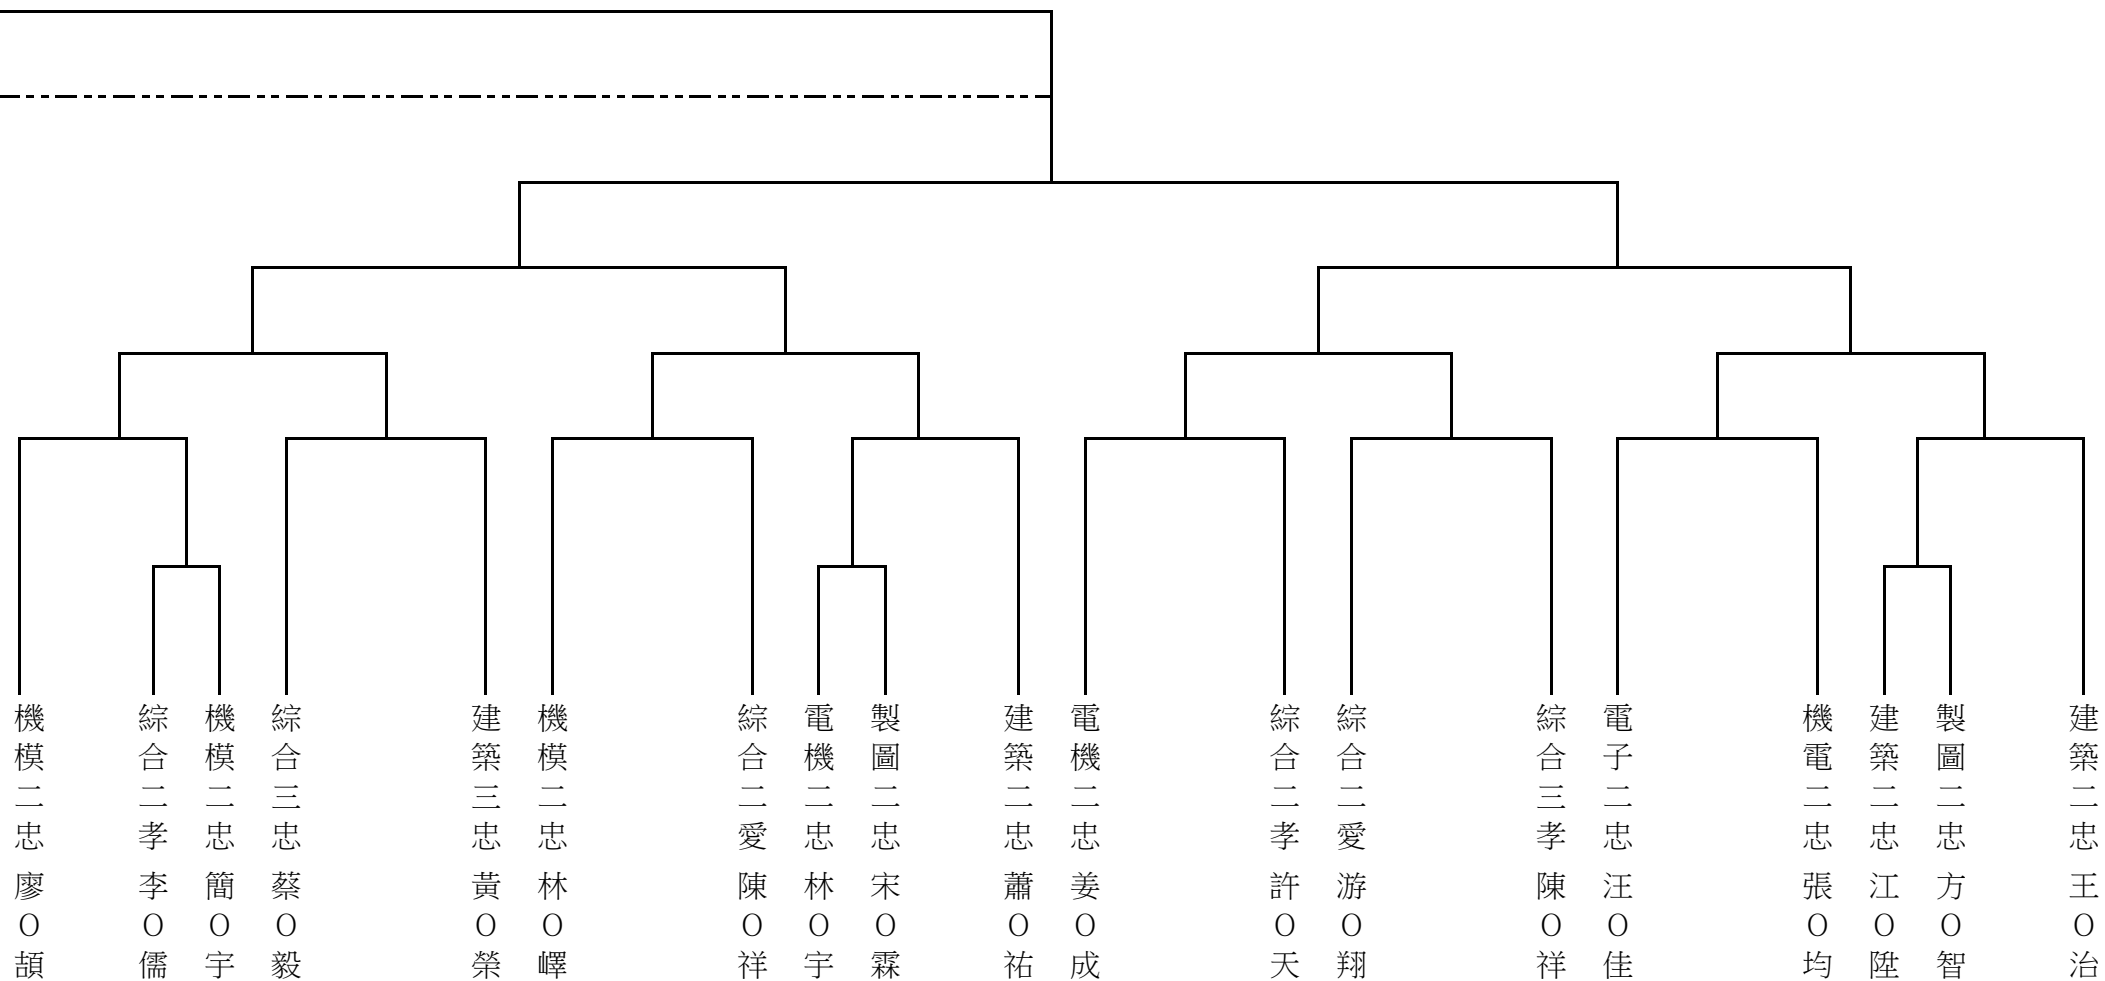 機模二忠 廖O頡
綜合二孝 李O儒
機模二忠 簡O宇
綜合三忠 蔡O毅
建築三忠 黃O榮
機模二忠 林O嶧
綜合二愛 陳O祥
電機二忠 林O宇
製圖二忠 宋O霖
建築二忠 蕭O祐
電機二忠 姜O成
綜合二孝 許O天
綜合二愛 游O翔
綜合三孝 陳O祥
電子二忠 汪O佳
機電二忠 張O均
建築二忠 江O陞
製圖二忠 方O智
建築二忠 王O治